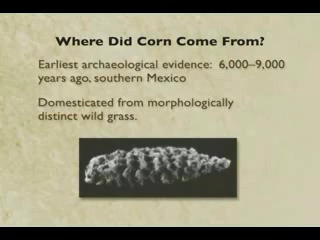 Where Did Corn Come From?
Earliest archaeological evidence: 6,000–9,000
years ago, southern Mexico
Domesticated from morphologically
distinct wild grass.